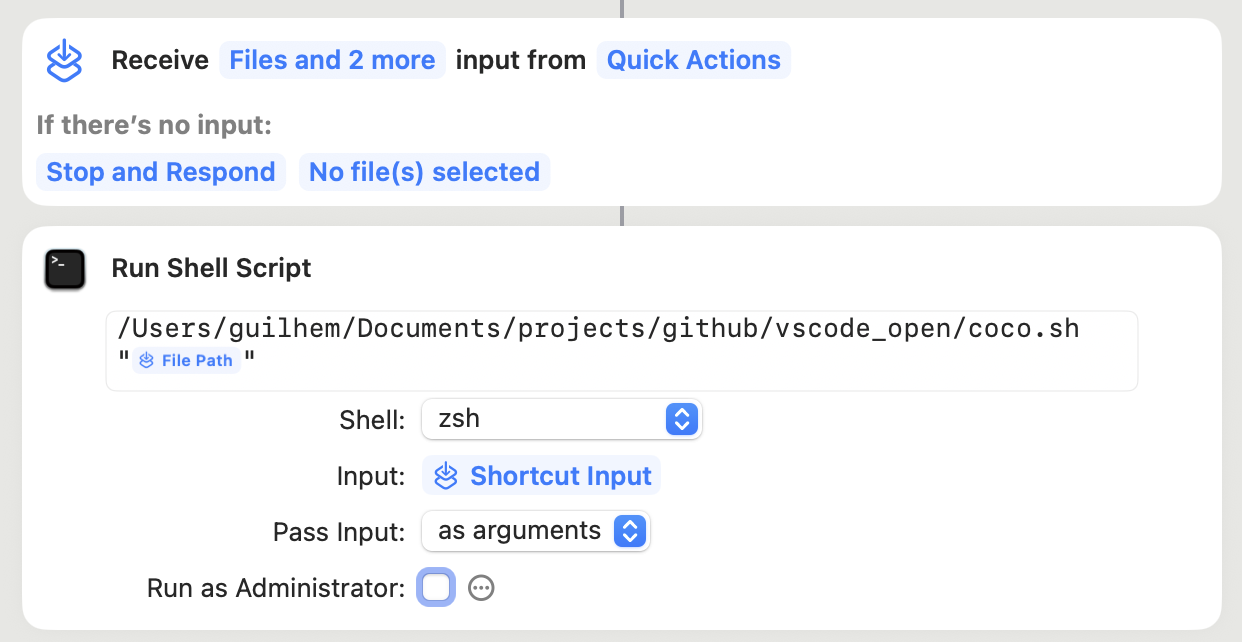 Receive Files and 2 more input from Quick Actions
If there’s no input:
Stop and Respond No file(s) selected
>_
Run Shell Script
/Users/guilhem/Documents/projects/github/vscode_open/coco.sh
"File Path"
Shell: zsh
Input: Shortcut Input
Pass Input: as arguments
Run as Administrator: